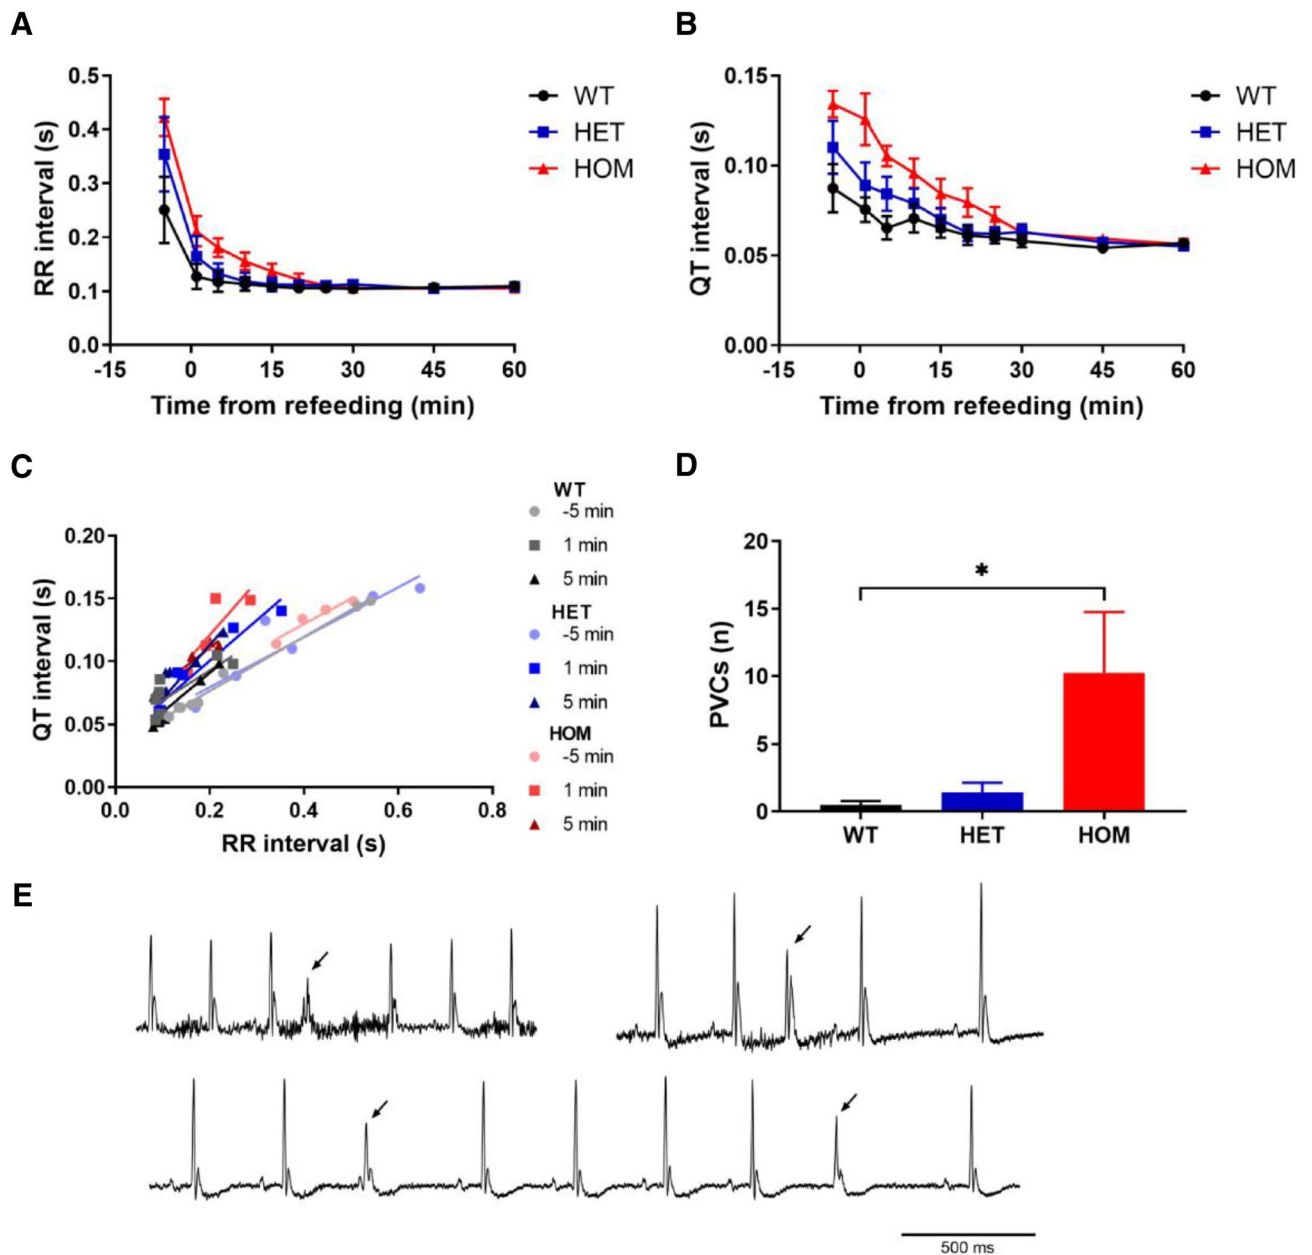 A
RR interval (s)
0.5
0.4
0.3
0.2
0.1
0.0
-15 0 15 30 45 60
Time from refeeding (min)
WT
HET
HOM
B
QT interval (s)
0.15
0.10
0.05
0.00
-15 0 15 30 45 60
Time from refeeding (min)
WT
HET
HOM
C
QT interval (s)
0.20
0.15
0.10
0.05
0.00
0.0 0.2 0.4 0.6 0.8
RR interval (s)
WT
-5 min
1 min
5 min
HET
-5 min
1 min
5 min
HOM
-5 min
1 min
5 min
D
PVCs (n)
20
15
10
5
0
*
WT HET HOM
E
500 ms